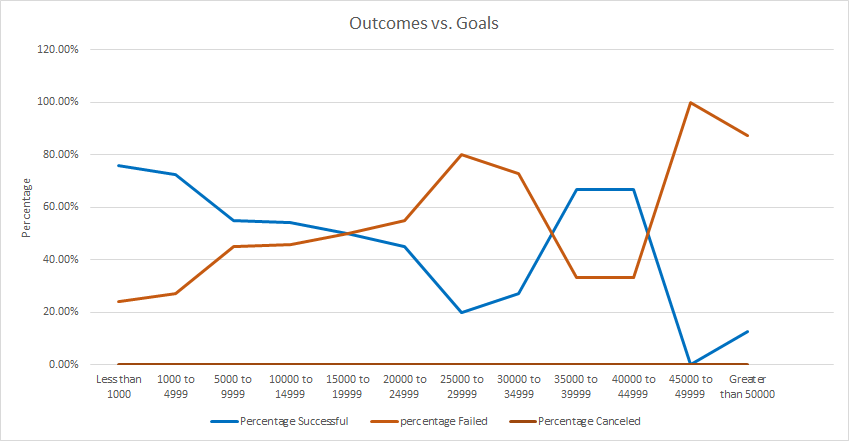 Outcomes vs. Goals
120.00%
100.00%
80.00%
60.00%
40.00%
20.00%
0.00%
Percentage
Less than 1000 to 5000 to 10000 to 15000 to 20000 to 25000 to 30000 to 35000 to 40000 to 45000 to Greater
1000 4999 9999 14999 19999 24999 29999 34999 39999 44999 49999 than 50000
Percentage Successful percentage Failed Percentage Canceled